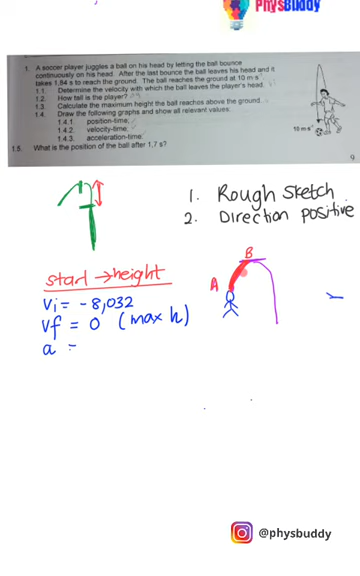 PhysBuddy
1. A soccer player juggles a ball on his head by letting the ball bounce
continuously on his head. After the last bounce the ball leaves his head and it
takes 1,84 s to reach the ground. The ball reaches the ground at 10 m·s⁻¹
1.1 Determine the velocity with which the ball leaves the player's head.
1.2. How tall is the player?
1.3. Calculate the maximum height the ball reaches above the ground.
1.4. Draw the following graphs and show all relevant values.
1.4.1 position-time;
1.4.2 velocity-time;
1.4.3. acceleration-time.
1.5. What is the position of the ball after 1,7 s?
10 m·s⁻¹
9
1. Rough Sketch
2. Direction positive
start → height
Vi = -8,032
Vf = 0 (max h)
a =
A
B
@physbuddy